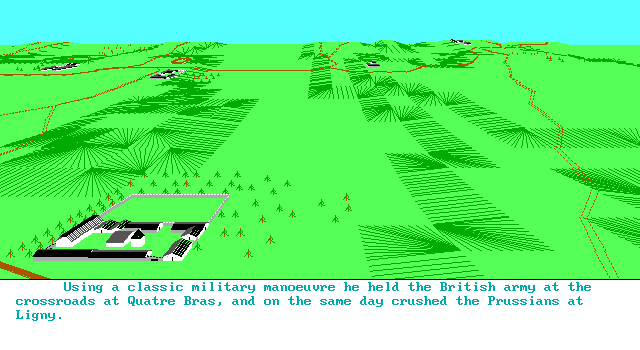 Using a classic military manoeuvre he held the British army at the
crossroads at Quatre Bras, and on the same day crushed the Prussians at
Ligny.